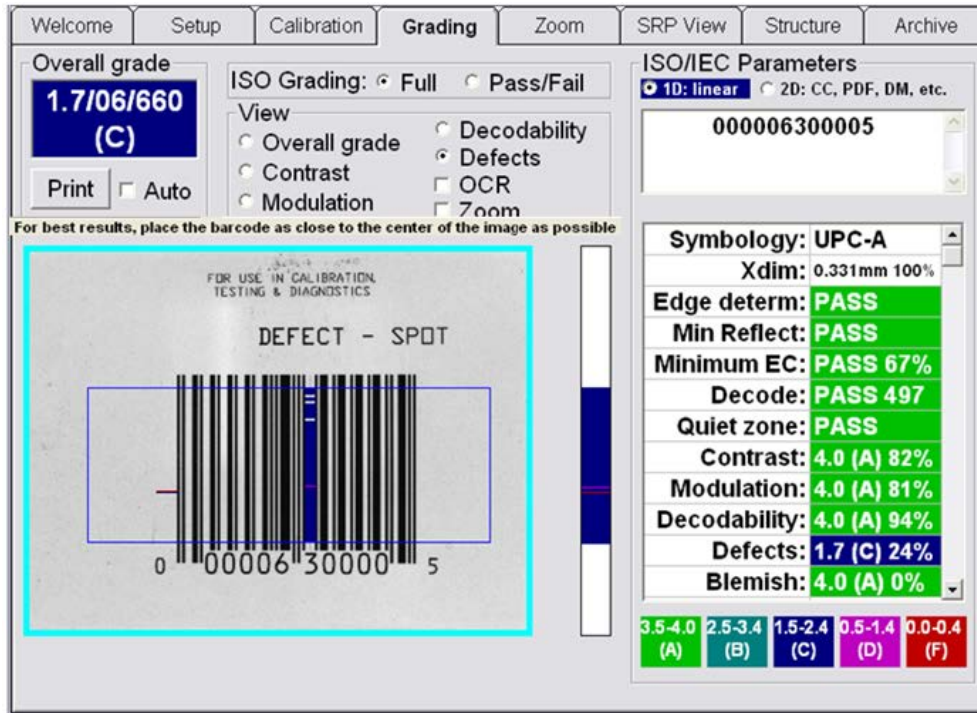 Welcome Setup Calibration Grading Zoom SRP View Structure Archive
Overall grade
1.7/06/660
(C)
Print Auto
ISO Grading: Full Pass/Fail
View
Overall grade
Contrast
Modulation
Decodability
Defects
OCR
Zoom
For best results, place the barcode as close to the center of the image as possible
FOR USE IN CALIBRATION,
TESTING & DIAGNOSTICS
DEFECT - SPOT
0 00006 30000 5
ISO/IEC Parameters
1D: linear 2D: CC, PDF, DM, etc.
000006300005
Symbology: UPC-A
Xdim: 0.331mm 100%
Edge determ: PASS
Min Reflect: PASS
Minimum EC: PASS 67%
Decode: PASS 497
Quiet zone: PASS
Contrast: 4.0 (A) 82%
Modulation: 4.0 (A) 81%
Decodability: 4.0 (A) 94%
Defects: 1.7 (C) 24%
Blemish: 4.0 (A) 0%
3.5-4.0 2.5-3.4 1.5-2.4 0.5-1.4 0.0-0.4
(A) (B) (C) (D) (F)